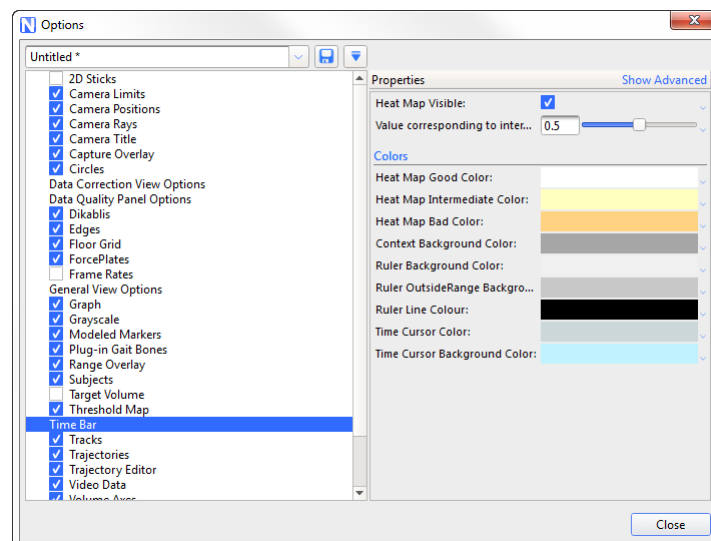 Options
Untitled *
2D Sticks
Camera Limits
Camera Positions
Camera Rays
Camera Title
Capture Overlay
Circles
Data Correction View Options
Data Quality Panel Options
Dikablis
Edges
Floor Grid
ForcePlates
Frame Rates
General View Options
Graph
Grayscale
Modeled Markers
Plug-in Gait Bones
Range Overlay
Subjects
Target Volume
Threshold Map
Time Bar
Tracks
Trajectories
Trajectory Editor
Video Data
Volume Axes
Properties Show Advanced
Heat Map Visible:
Value corresponding to inter... 0.5
Colors
Heat Map Good Color:
Heat Map Intermediate Color:
Heat Map Bad Color:
Context Background Color:
Ruler Background Color:
Ruler OutsideRange Backgro...
Ruler Line Colour:
Time Cursor Color:
Time Cursor Background Color:
Close